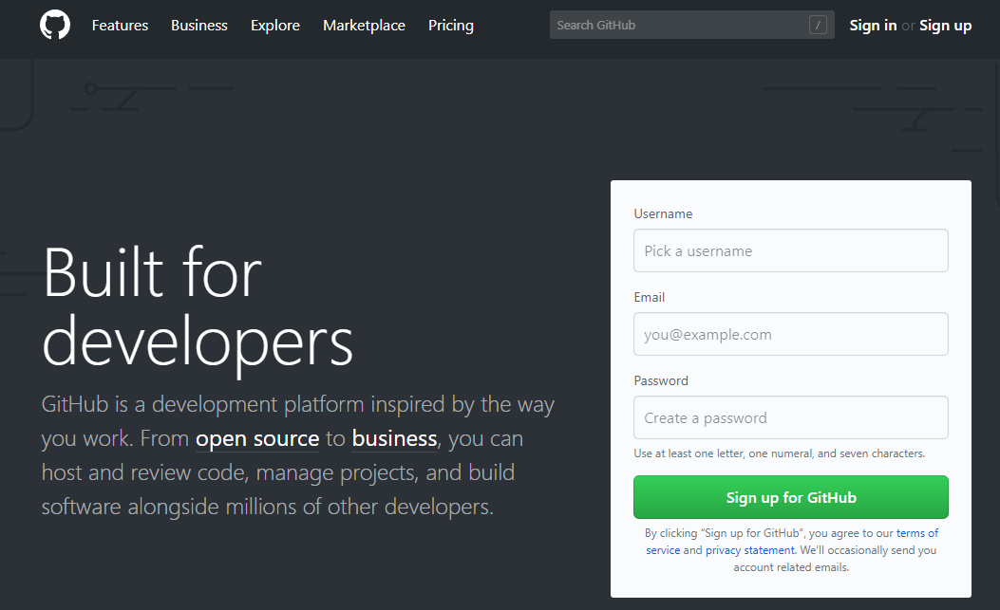 Features Business Explore Marketplace Pricing Search GitHub / Sign in or Sign up
Built for
developers
GitHub is a development platform inspired by the way
you work. From open source to business, you can
host and review code, manage projects, and build
software alongside millions of other developers.
Username
Pick a username
Email
you@example.com
Password
Create a password
Use at least one letter, one numeral, and seven characters.
Sign up for GitHub
By clicking “Sign up for GitHub”, you agree to our terms of
service and privacy statement. We’ll occasionally send you
account related emails.